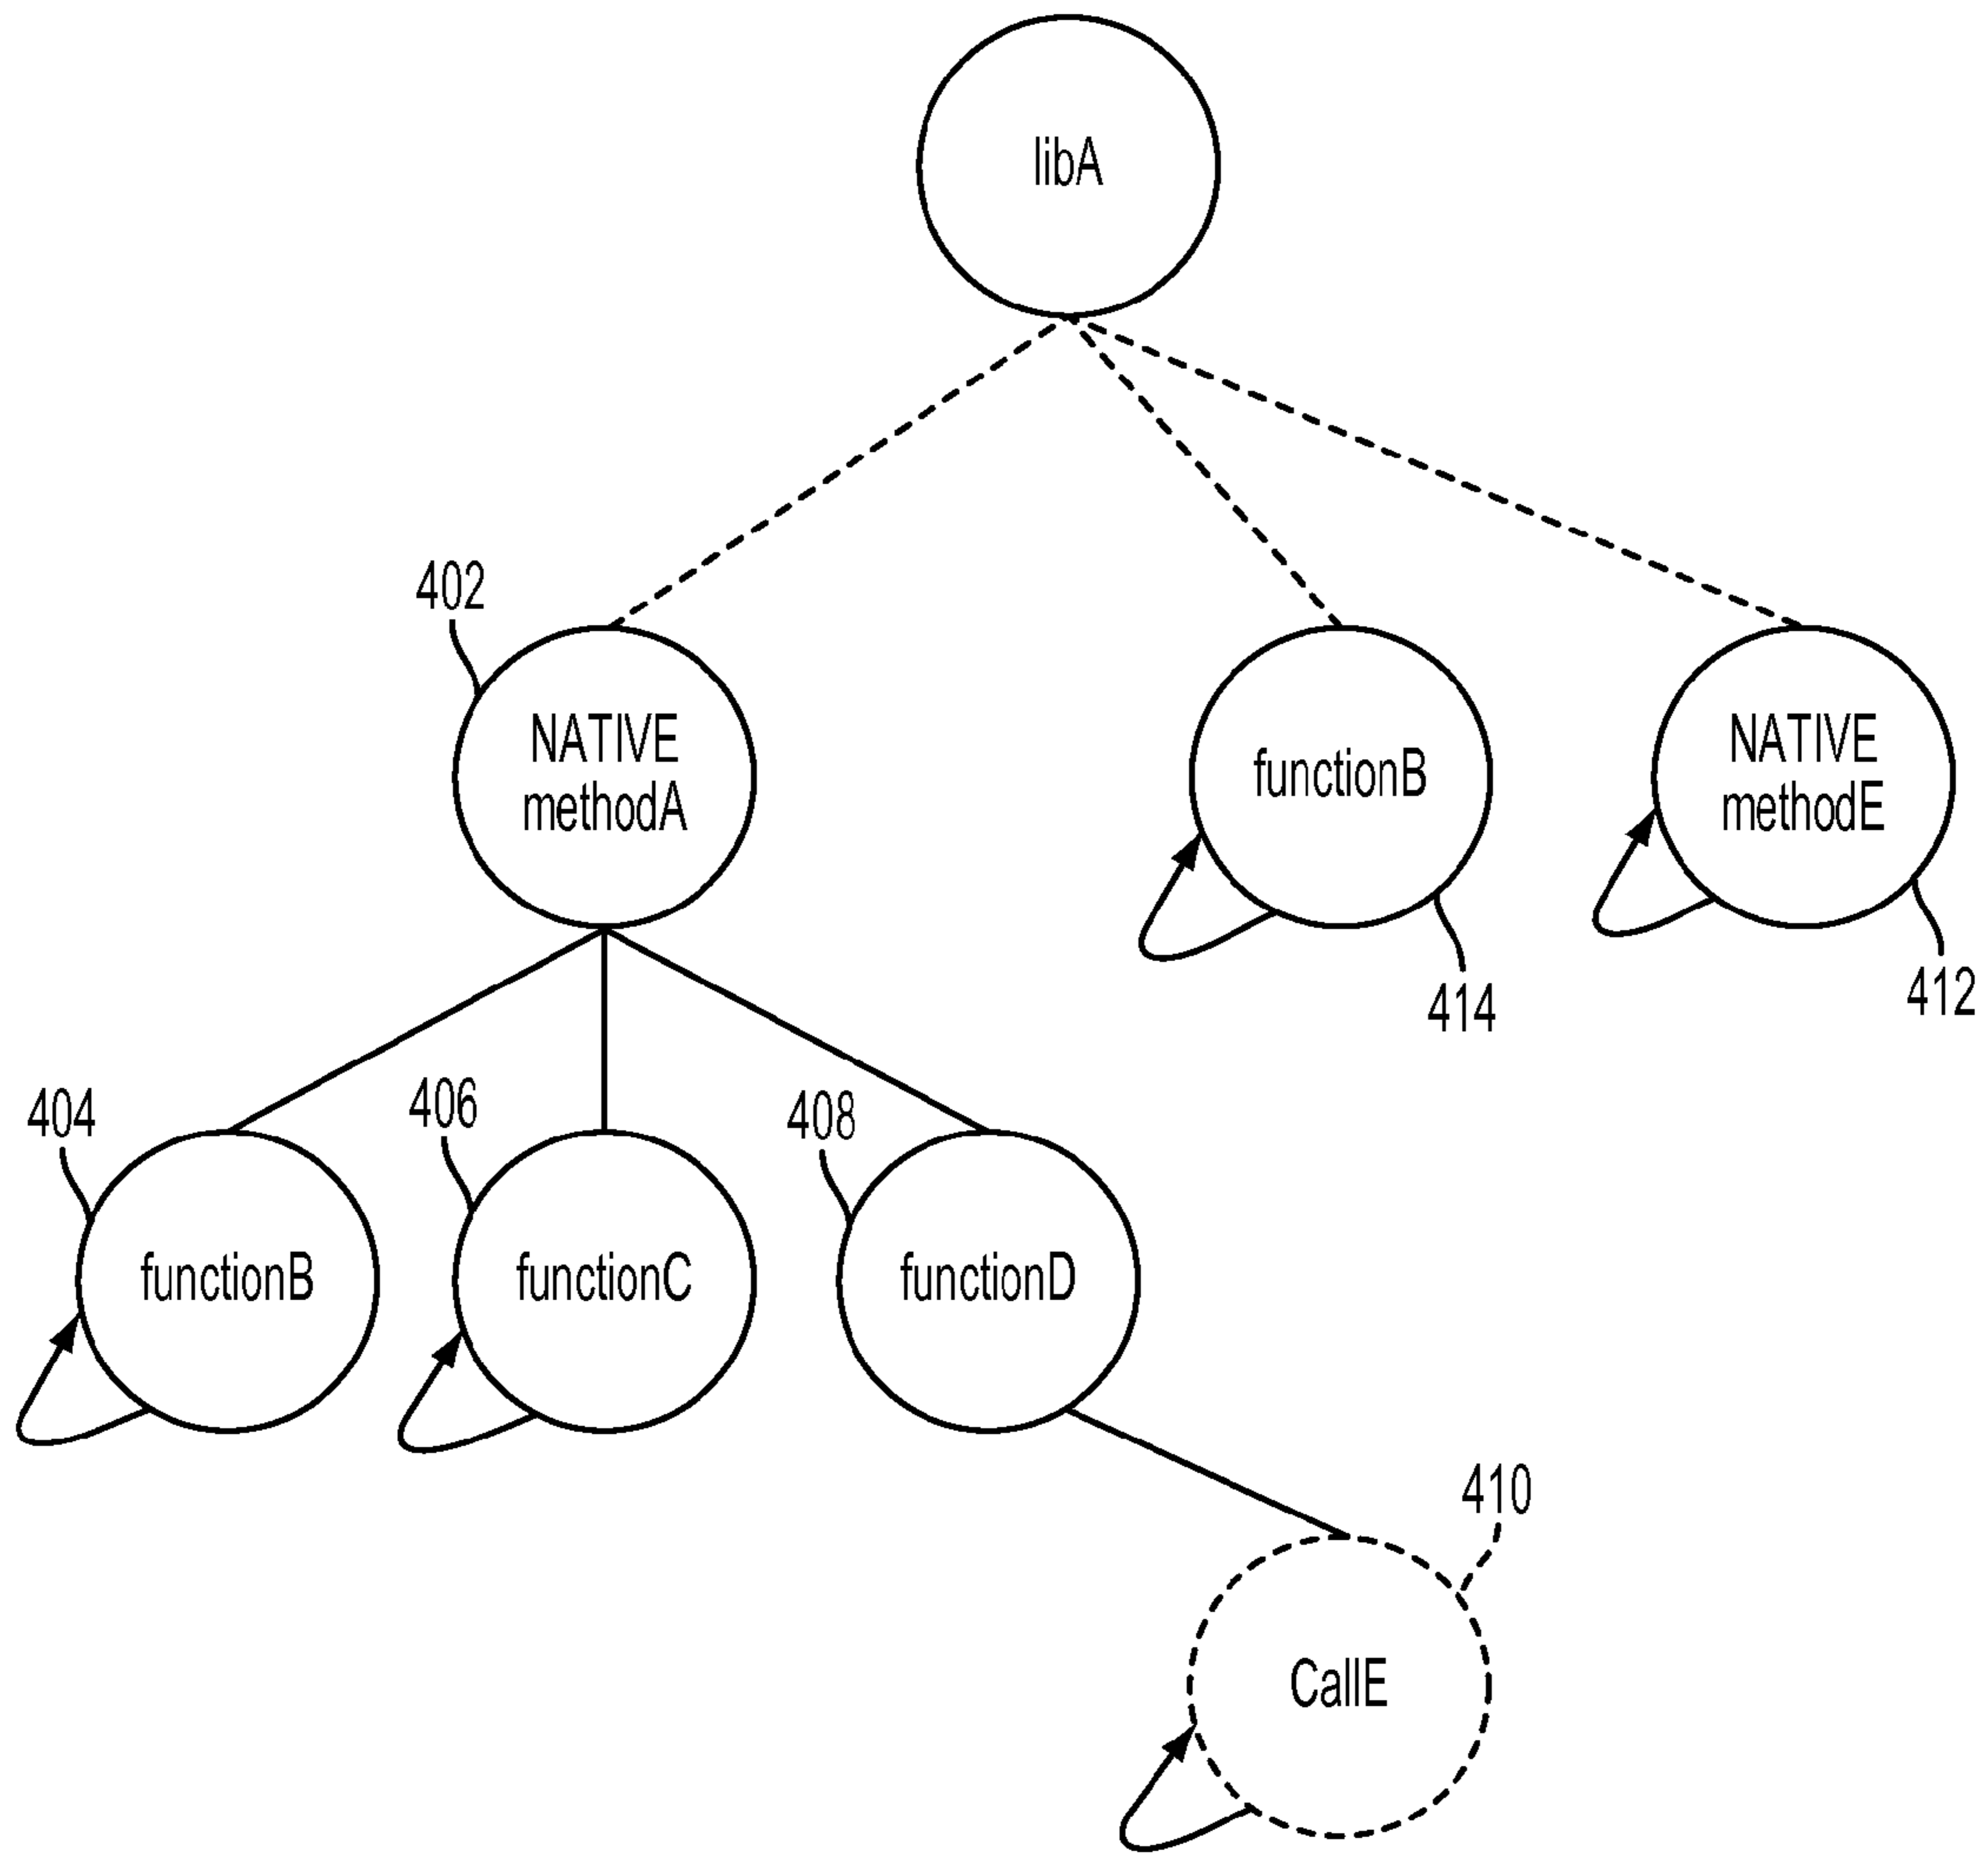 libA
402
NATIVE
methodA
functionB
NATIVE
methodE
414
412
404
406
408
functionB
functionC
functionD
410
CallE